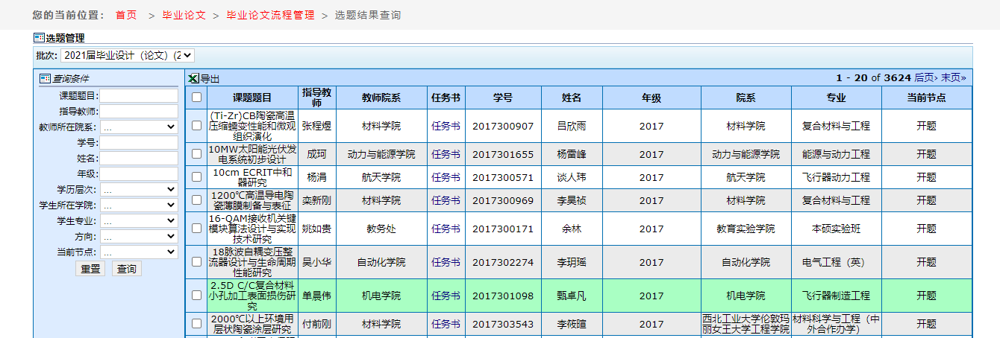 您的当前位置： 首页 > 毕业论文 > 毕业论文流程管理 > 选题结果查询
选题管理
批次: 2021届毕业设计（论文）(2
查询条件
课题题目:
指导教师:
教师所在院系: ...
学号:
姓名:
年级:
学历层次: ...
学生所在学院: ...
学生专业: ...
方向: ...
当前节点: ...
重置 查询
导出 1 - 20 of 3624 后页› 末页»
课题题目 指导教师 教师院系 任务书 学号 姓名 年级 院系 专业 当前节点
(Ti-Zr)CB陶瓷高温
压缩蠕变性能和微观
组织演化
张程煜 材料学院 任务书 2017300907 吕欣雨 2017 材料学院 复合材料与工程 开题
10MW太阳能光伏发
电系统初步设计
成珂 动力与能源学院 任务书 2017301655 杨雷峰 2017 动力与能源学院 能源与动力工程 开题
10cm ECRIT中和
器研究
杨涓 航天学院 任务书 2017300571 谈人玮 2017 航天学院 飞行器动力工程 开题
1200℃高温导电陶
瓷薄膜制备与表征
栾新刚 材料学院 任务书 2017300969 李昊祯 2017 材料学院 复合材料与工程 开题
16-QAM接收机关键
模块算法设计与实现
技术研究
姚如贵 教务处 任务书 2017300171 余林 2017 教育实验学院 本硕实验班 开题
18脉波自耦变压整
流器设计与生命周期
性能研究
吴小华 自动化学院 任务书 2017302274 李玥瑶 2017 自动化学院 电气工程（英） 开题
2.5D C/C复合材料
小孔加工表面损伤研
究
单晨伟 机电学院 任务书 2017301098 甄卓凡 2017 机电学院 飞行器制造工程 开题
2000℃以上环境用
层状陶瓷涂层研究
付前刚 材料学院 任务书 2017303543 李筱暄 2017 西北工业大学伦敦玛
丽女王大学工程学院
材料科学与工程（中
外合作办学）
开题